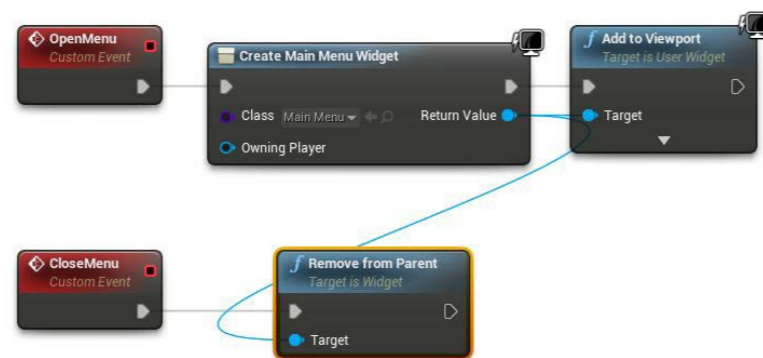 OpenMenu
Custom Event
Create Main Menu Widget
Class Main Menu Return Value
Owning Player
f Add to Viewport
Target is User Widget
Target
CloseMenu
Custom Event
f Remove from Parent
Target is Widget
Target